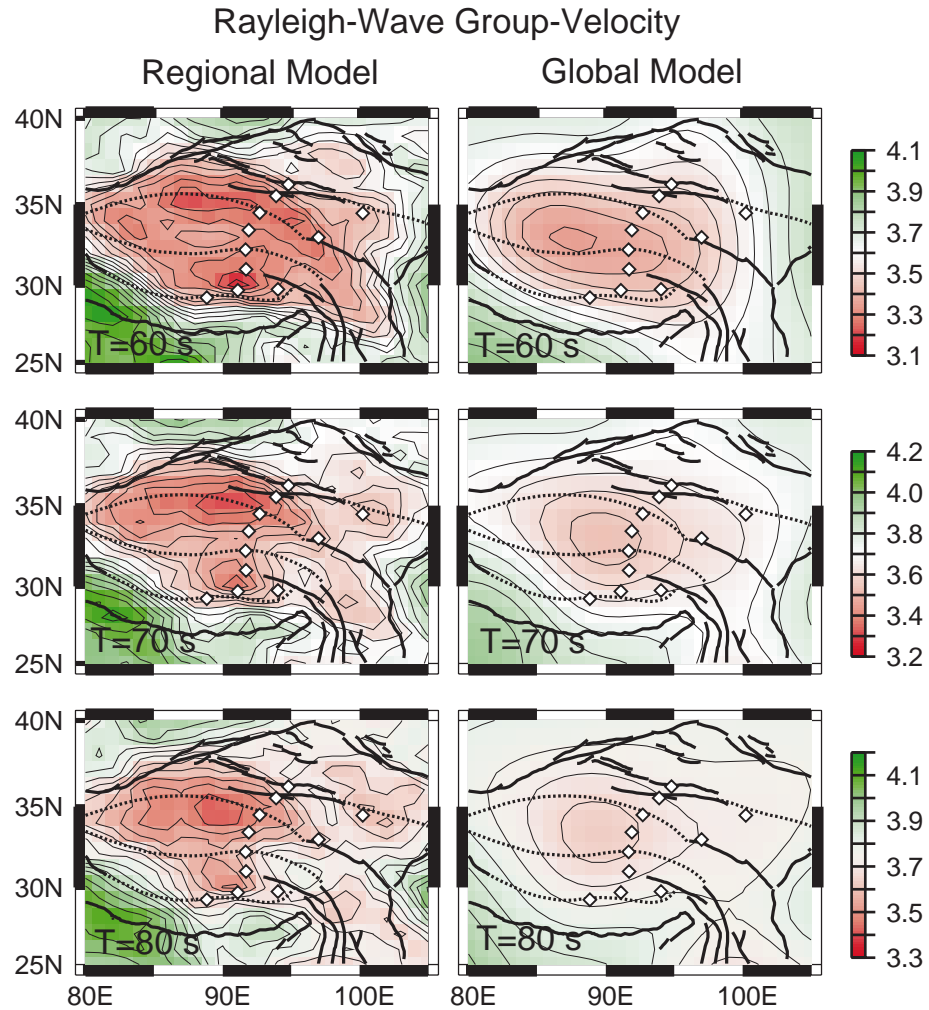 Rayleigh-Wave Group-Velocity
Regional Model Global Model
40N
35N
30N
25N
T=60 s
T=60 s
4.1
3.9
3.7
3.5
3.3
3.1
40N
35N
30N
25N
T=70 s
T=70 s
4.2
4.0
3.8
3.6
3.4
3.2
40N
35N
30N
25N
T=80 s
T=80 s
4.1
3.9
3.7
3.5
3.3
80E 90E 100E 80E 90E 100E